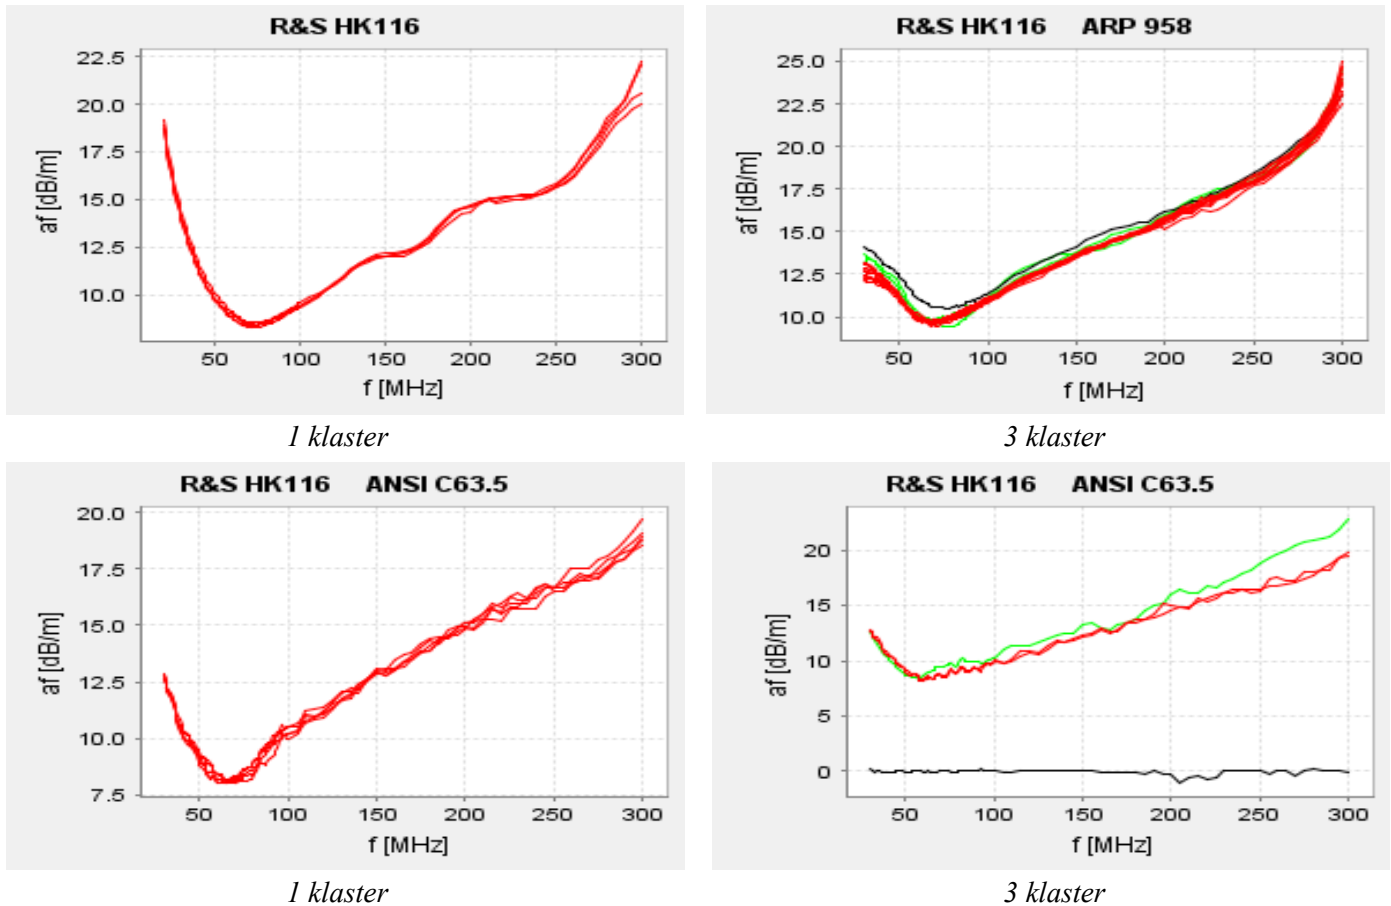 R&S HK116
22.5
20.0
17.5
15.0
12.5
10.0
af [dB/m]
50 100 150 200 250 300
f [MHz]
1 klaster
R&S HK116 ARP 958
25.0
22.5
20.0
17.5
15.0
12.5
10.0
af [dB/m]
50 100 150 200 250 300
f [MHz]
3 klaster
R&S HK116 ANSI C63.5
20.0
17.5
15.0
12.5
10.0
7.5
af [dB/m]
50 100 150 200 250 300
f [MHz]
1 klaster
R&S HK116 ANSI C63.5
20
15
10
5
0
af [dB/m]
50 100 150 200 250 300
f [MHz]
3 klaster